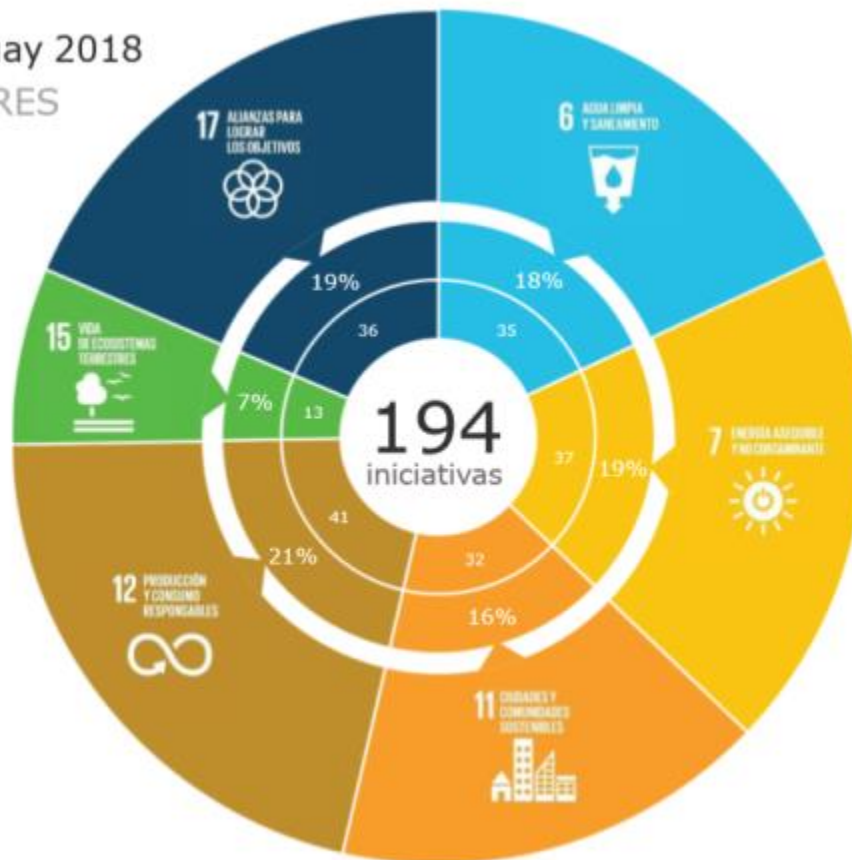 ay 2018
RES
17 ALIANZAS PARA
LOGRAR
LOS OBJETIVOS
19%
36
6 AGUA LIMPIA
Y SANEAMIENTO
18%
35
7 ENERGÍA ASEQUIBLE
Y NO CONTAMINANTE
19%
37
11 CIUDADES Y
COMUNIDADES
SOSTENIBLES
16%
32
12 PRODUCCIÓN
Y CONSUMO
RESPONSABLES
21%
41
15 VIDA
DE ECOSISTEMAS
TERRESTRES
7%
13
194
iniciativas